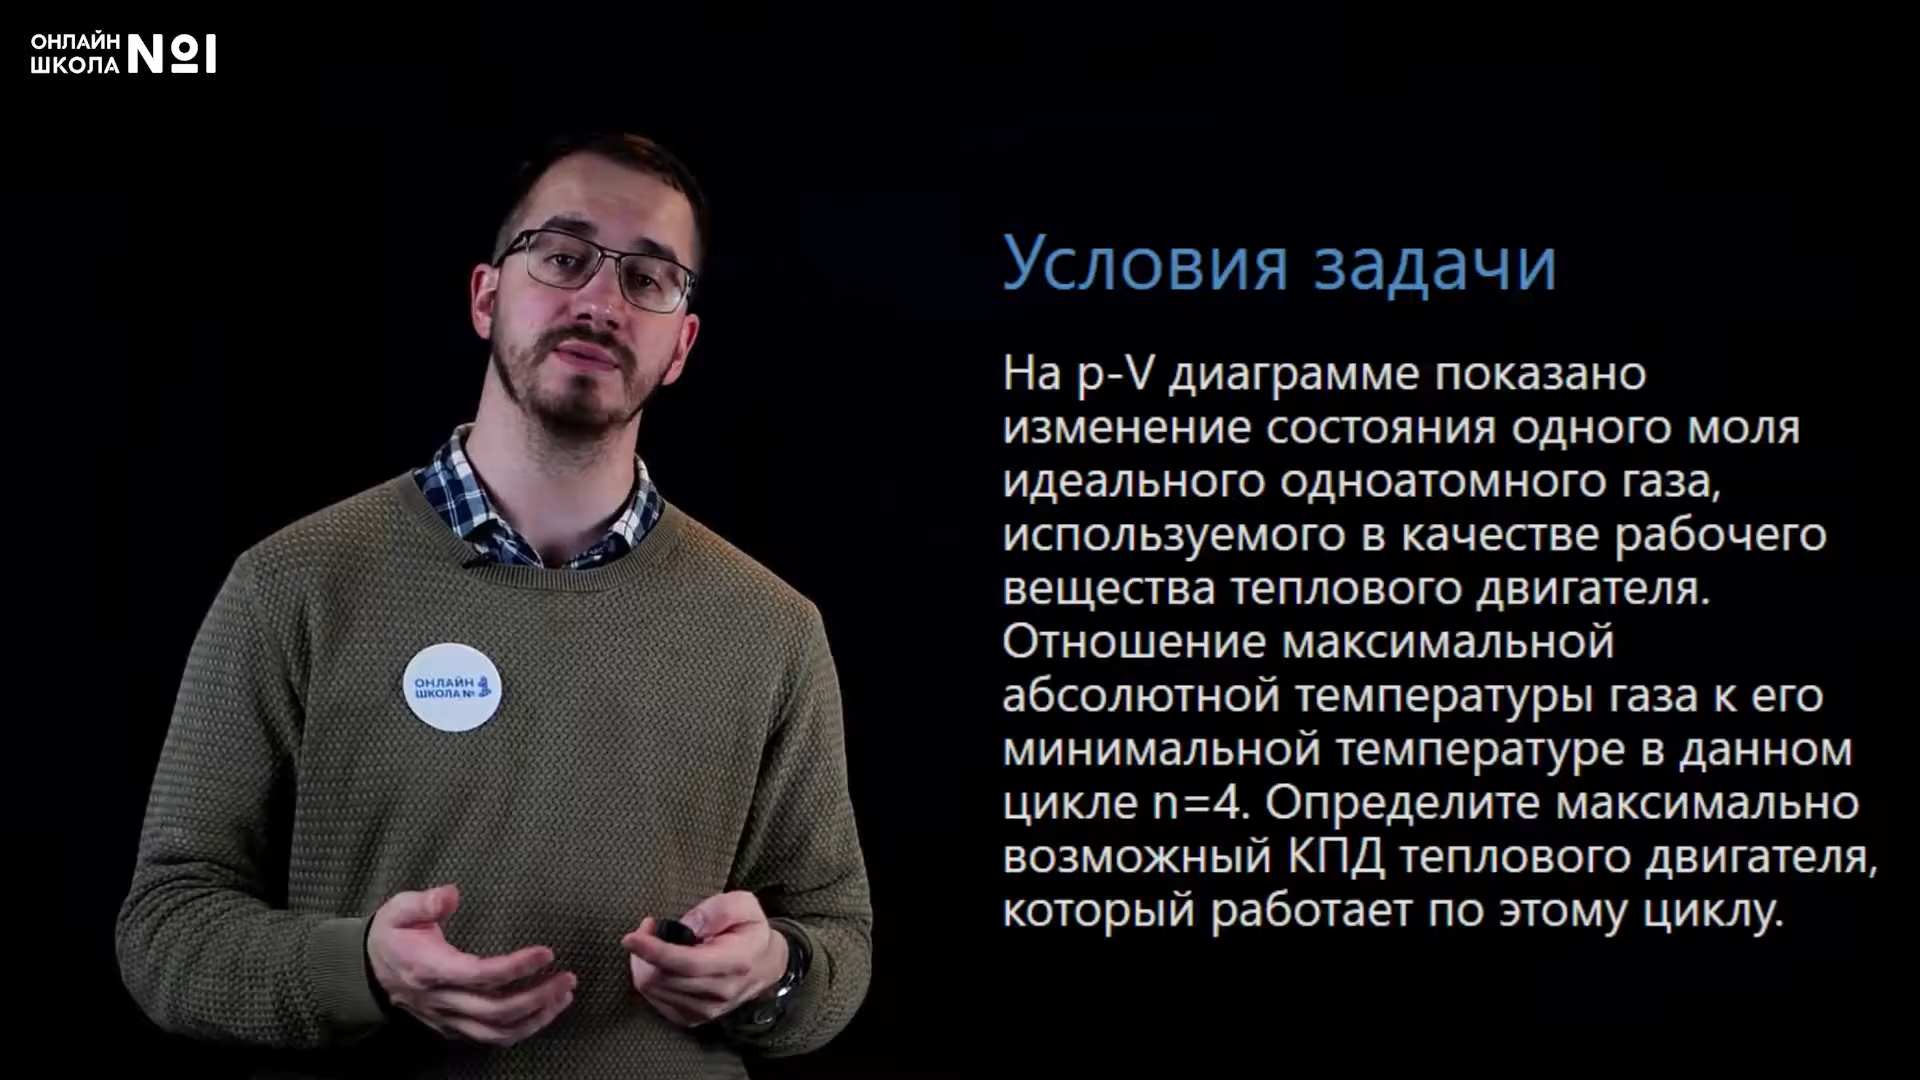 ОНЛАЙН
ШКОЛА №1
Условия задачи
На p-V диаграмме показано
изменение состояния одного моля
идеального одноатомного газа,
используемого в качестве рабочего
вещества теплового двигателя.
Отношение максимальной
абсолютной температуры газа к его
минимальной температуре в данном
цикле n=4. Определите максимально
возможный КПД теплового двигателя,
который работает по этому циклу.
ОНЛАЙН
ШКОЛА №1